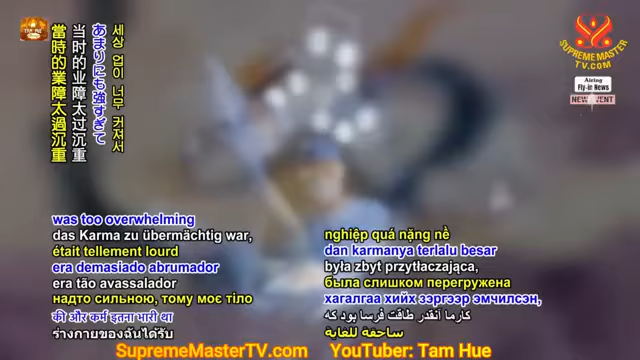 세상 업이 너무 커져서
あまりにも強すぎて
当时的业障太过沉重
當時的業障太過沉重
SUPREME MASTER
TV.COM
Airing
Fly-in News
NEW EVENT
was too overwhelming
das Karma zu übermächtig war,
était tellement lourd
era demasiado abrumador
era tão avassalador
надто сильною, тому моє тіло
की और कर्म इतना भारी था
ร่างกายของฉันได้รับ
nghiệp quá nặng nề
dan karmanya terlalu besar
była zbyt przytłaczająca,
была слишком перегружена
хагалгаа хийх зэргээр эмчилсэн,
کارما آنقدر طاقت فرسا بود که
ساحقة للغاية
SupremeMasterTV.com
YouTuber: Tam Hue